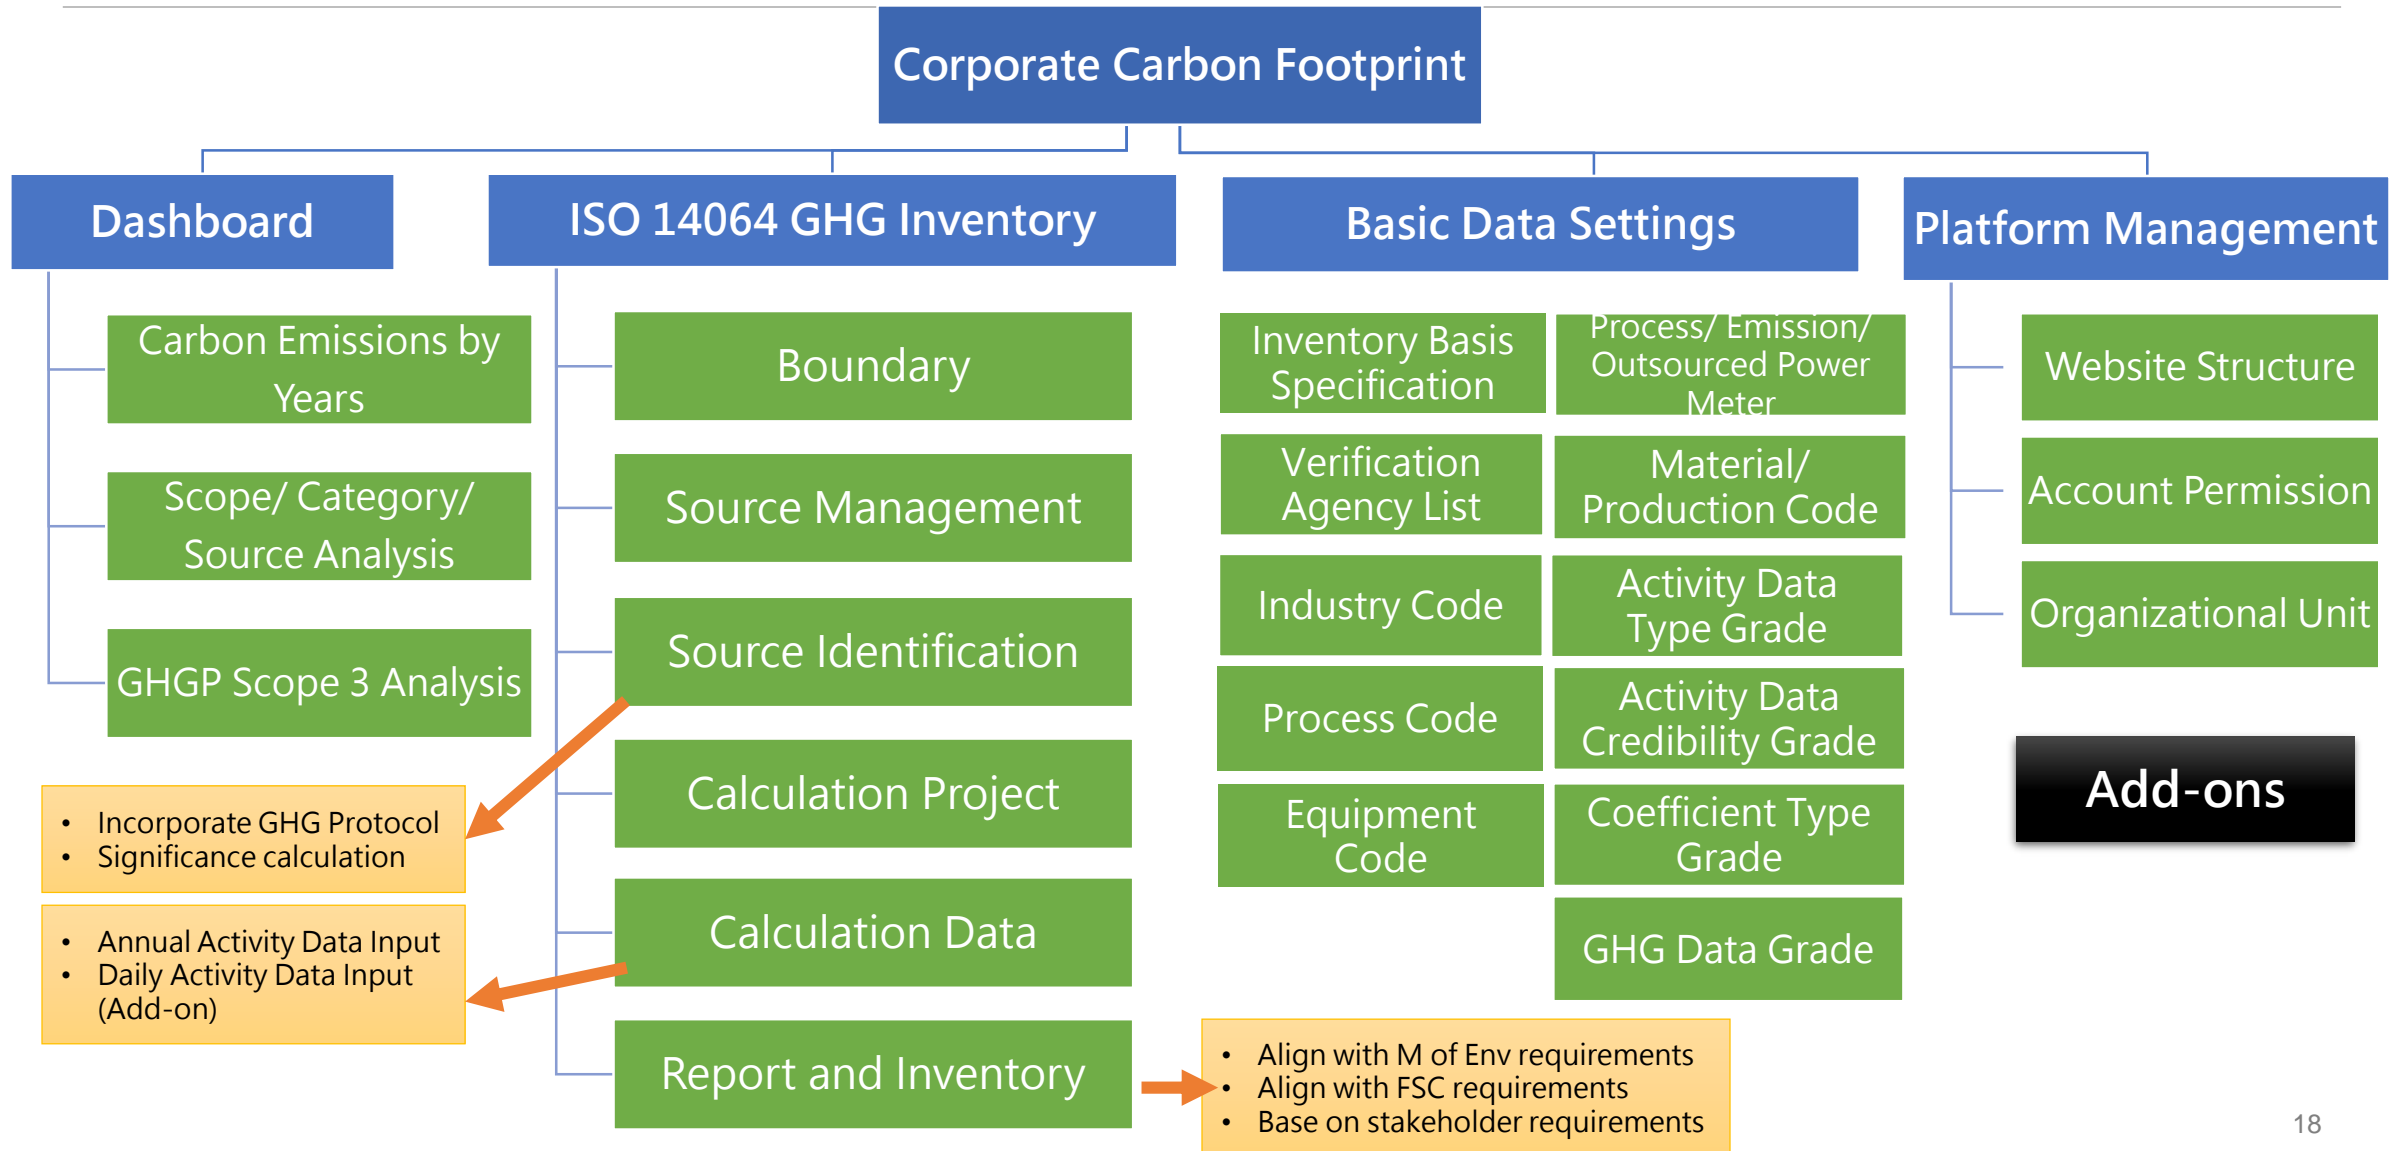 Corporate Carbon Footprint
Dashboard
Carbon Emissions by
Years
Scope/ Category/
Source Analysis
GHGP Scope 3 Analysis
ISO 14064 GHG Inventory
Boundary
Source Management
Source Identification
• Incorporate GHG Protocol
• Significance calculation
Calculation Project
Calculation Data
• Annual Activity Data Input
• Daily Activity Data Input
(Add-on)
Report and Inventory
• Align with M of Env requirements
• Align with FSC requirements
• Base on stakeholder requirements
Basic Data Settings
Inventory Basis
Specification
Verification
Agency List
Industry Code
Process Code
Equipment
Code
Process/ Emission/
Outsourced Power
Meter
Material/
Production Code
Activity Data
Type Grade
Activity Data
Credibility Grade
Coefficient Type
Grade
GHG Data Grade
Platform Management
Website Structure
Account Permission
Organizational Unit
Add-ons
18